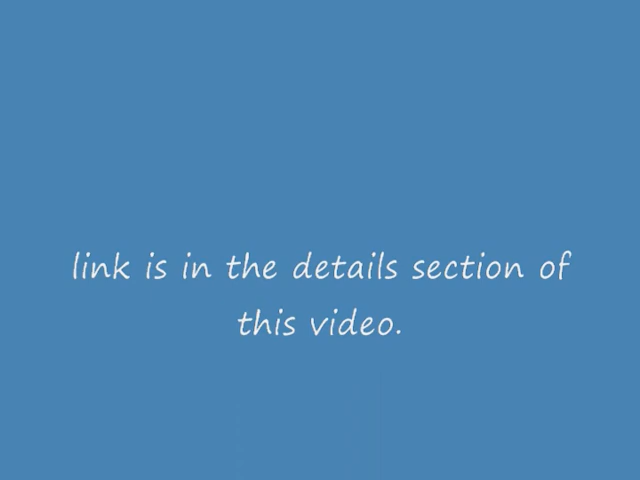 link is in the details section of
this video.